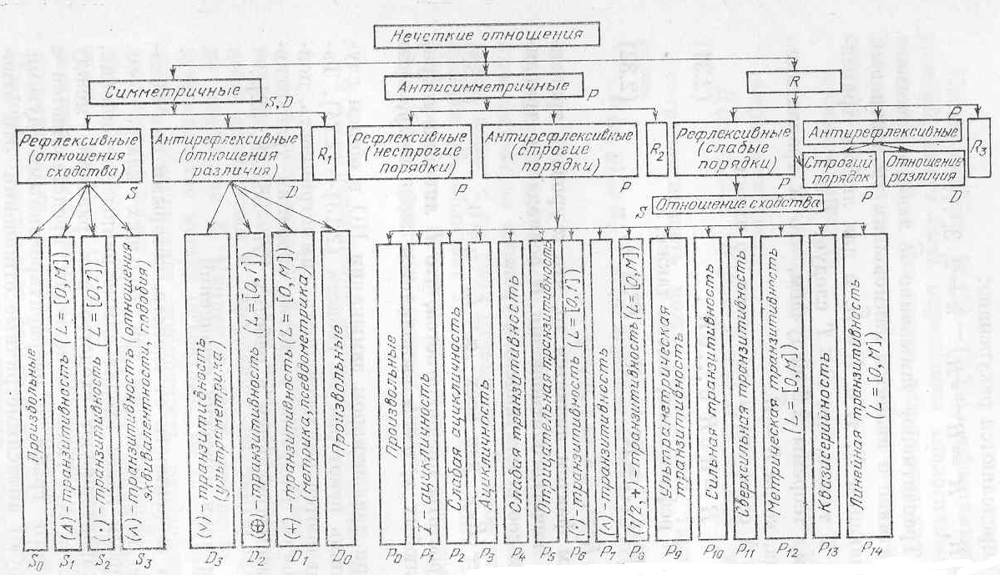 Нечеткие отношения
Симметричные
S, D
Антисимметричные
P
R
Рефлексивные
(отношения
сходства)
S
Антирефлексивные
(отношения
различия)
D
R1
Рефлексивные
(нестрогие
порядки)
P
Антирефлексивные
(строгие
порядки)
P
R2
Рефлексивные
(слабые
порядки)
P
P
Антирефлексивные
Строгий
порядок
P
Отношение
различия
D
R3
S
Отношение сходства
Произвольные
S0
(Δ)-транзитивность (L=[0,M])
S1
(·)-транзитивность (L=[0,1])
S2
(∧)-транзитивность (отношения
эквивалентности, подобия)
S3
(∨)-транзитивность
(ультраметрика)
D3
(⊕)-транзитивность (L=[0,1])
D2
(+)-транзитивность (L=[0,M])
(метрика, псевдометрика)
D1
Произвольные
D0
Произвольные
P0
I-ацикличность
P1
Слабая ацикличность
P2
Ацикличность
P3
Слабая транзитивность
P4
Отрицательная транзитивность
P5
(·)-транзитивность (L=[0,1])
P6
(∧)-транзитивность
P7
(1/2,+)-транзитивность (L=[0,M])
P8
Ультраметрическая
транзитивность
P9
Сильная транзитивность
P10
Сверхсильная транзитивность
P11
Метрическая транзитивность
(L=[0,M])
P12
Квазисерийность
P13
Линейная транзитивность
(L=[0,M])
P14